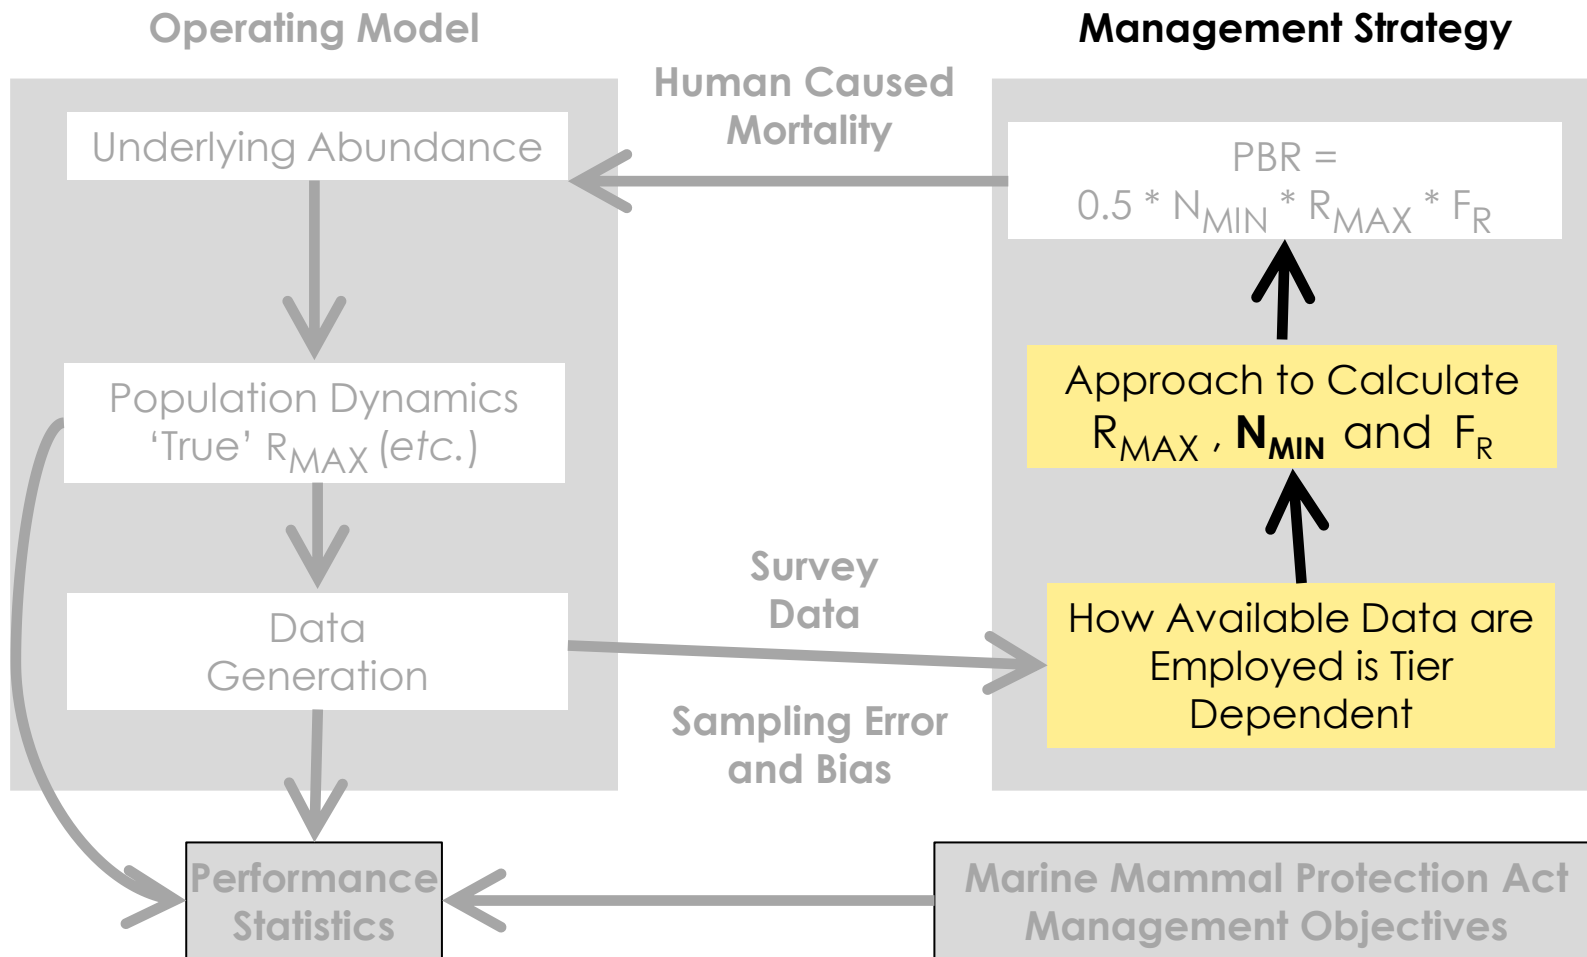 Operating Model
Underlying Abundance
Population Dynamics
‘True’ RMAX (etc.)
Data
Generation
Performance
Statistics
Human Caused
Mortality
Survey
Data
Sampling Error
and Bias
Management Strategy
PBR =
0.5 * NMIN * RMAX * FR
Approach to Calculate
RMAX , NMIN and FR
How Available Data are
Employed is Tier
Dependent
Marine Mammal Protection Act
Management Objectives